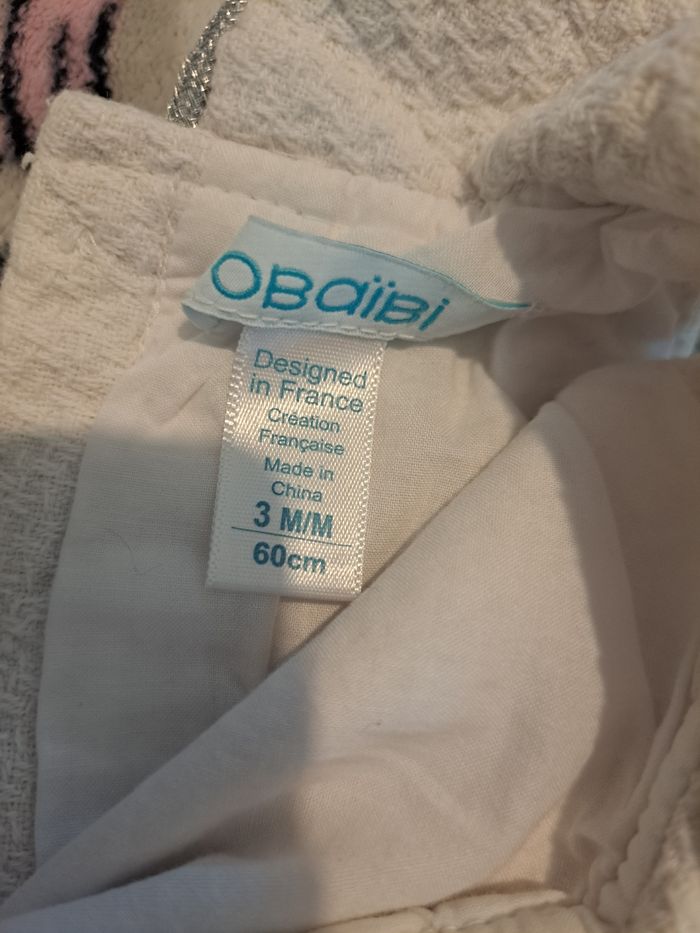 OBaïBi
Designed
in France
Création
Française
Made in
China
3 M/M
60cm